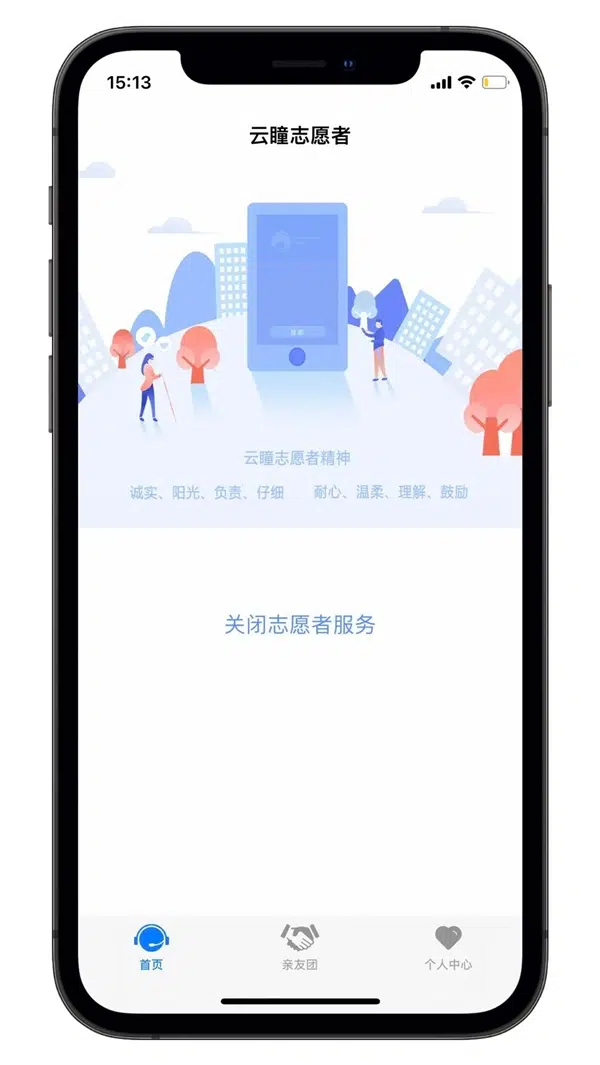 15:13
云瞳志愿者
云瞳志愿者精神
诚实、阳光、负责、仔细 耐心、温柔、理解、鼓励
关闭志愿者服务
首页 亲友团 个人中心